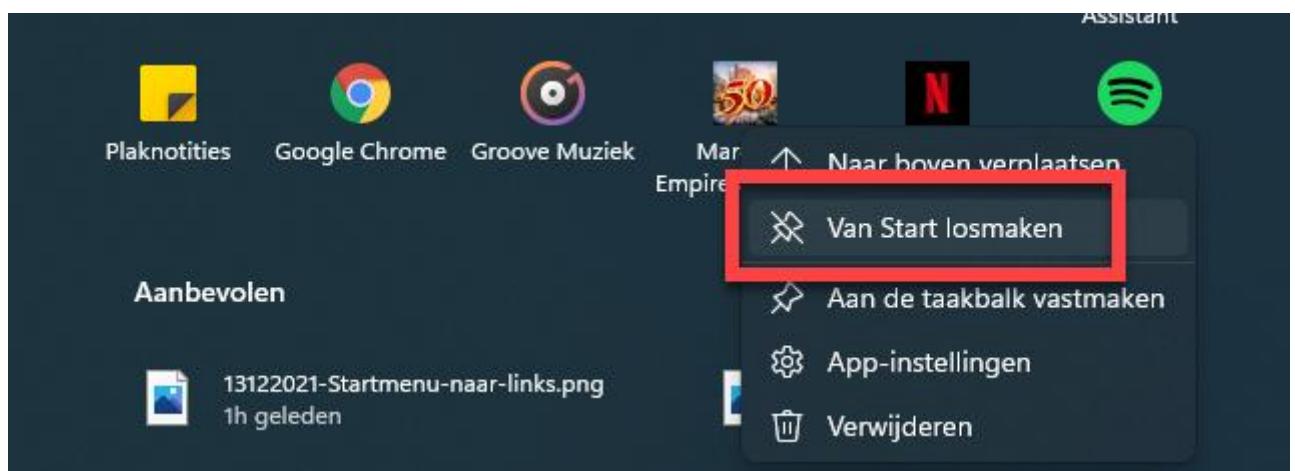 Assistant
50
N
Plaknotities
Google Chrome
Groove Muziek
Mar
Empire
Naar boven verplaatsen
Van Start losmaken
Aanbevolen
Aan de taakbalk vastmaken
13122021-Startmenu-naar-links.png
1h geleden
App-instellingen
Verwijderen